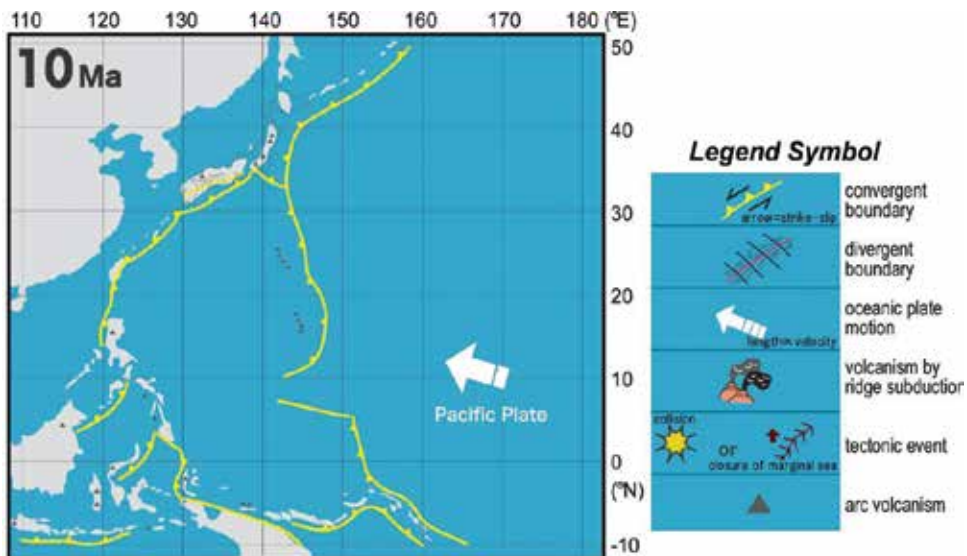 110 120 130 140 150 160 170 180 (°E)
10 Ma
50
40
30
20
10
0
(°N)
-10
Pacific Plate
Legend Symbol
convergent
boundary
arrow=strike-slip
divergent
boundary
oceanic plate
motion
length∝velocity
volcanism by
ridge subduction
collision
or
closure of marginal sea
tectonic event
arc volcanism